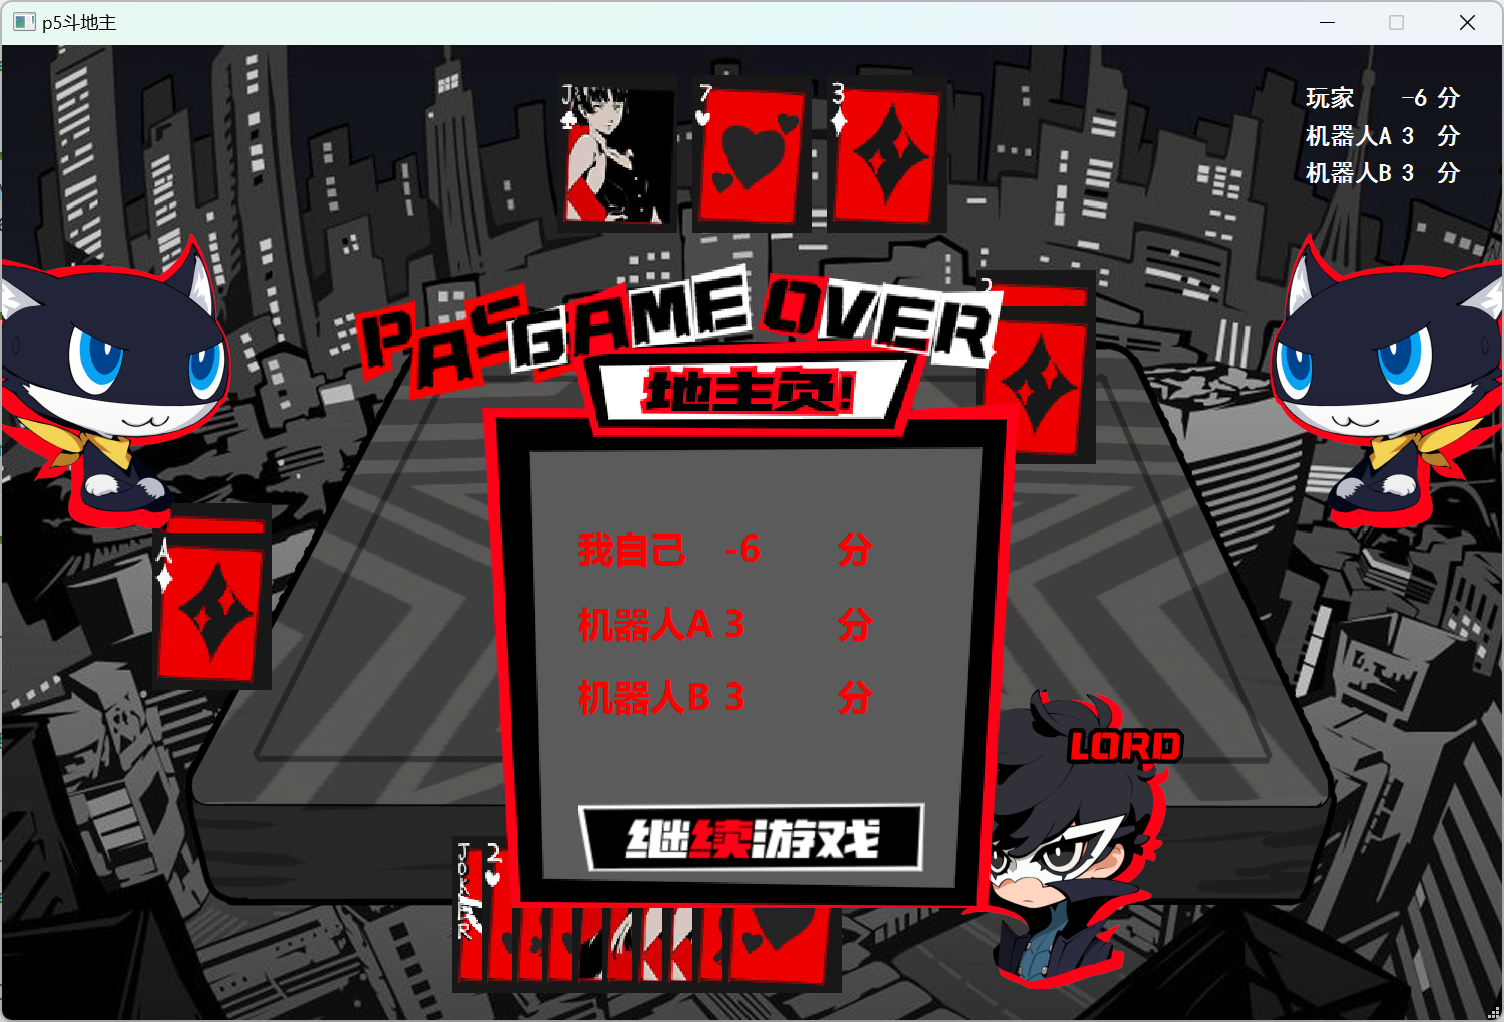 p5斗地主
J
7
3
玩家 -6 分
机器人A 3 分
机器人B 3 分
2
PAS
GAME OVER
地主负!
A
我自己 -6 分
机器人A 3 分
机器人B 3 分
LORD
继续游戏
JOKER
2